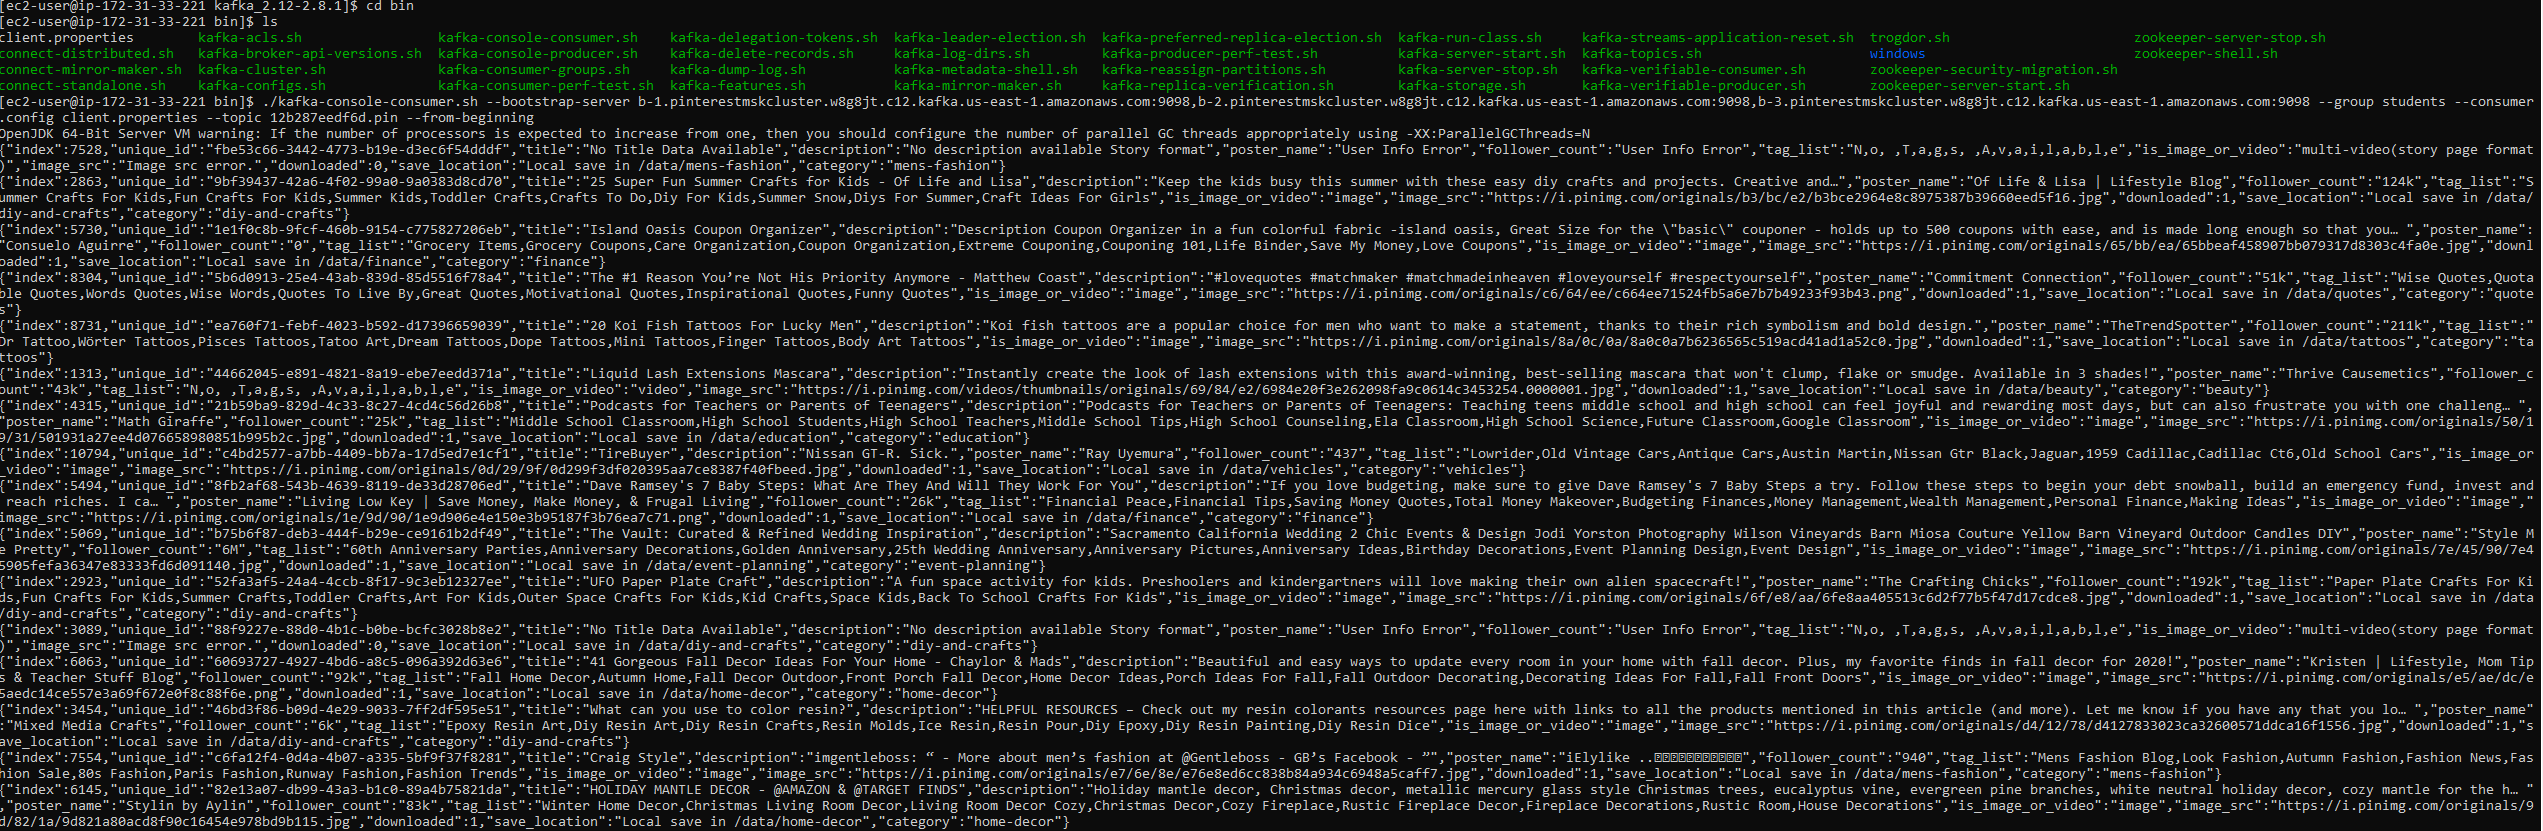 [ec2-user@ip-172-31-33-221 kafka_2.12-2.8.1]$ cd bin
[ec2-user@ip-172-31-33-221 bin]$ ls
client.properties kafka-acls.sh kafka-console-consumer.sh kafka-delegation-tokens.sh kafka-leader-election.sh kafka-preferred-replica-election.sh kafka-run-class.sh kafka-streams-application-reset.sh trogdor.sh zookeeper-server-stop.sh
connect-distributed.sh kafka-broker-api-versions.sh kafka-console-producer.sh kafka-delete-records.sh kafka-log-dirs.sh kafka-producer-perf-test.sh kafka-server-start.sh kafka-topics.sh windows zookeeper-shell.sh
connect-mirror-maker.sh kafka-cluster.sh kafka-consumer-groups.sh kafka-dump-log.sh kafka-metadata-shell.sh kafka-reassign-partitions.sh kafka-server-stop.sh kafka-verifiable-consumer.sh zookeeper-security-migration.sh
connect-standalone.sh kafka-configs.sh kafka-consumer-perf-test.sh kafka-features.sh kafka-mirror-maker.sh kafka-replica-verification.sh kafka-storage.sh kafka-verifiable-producer.sh zookeeper-server-start.sh
[ec2-user@ip-172-31-33-221 bin]$ ./kafka-console-consumer.sh --bootstrap-server b-1.pinterestmskcluster.w8g8jt.c12.kafka.us-east-1.amazonaws.com:9098,b-2.pinterestmskcluster.w8g8jt.c12.kafka.us-east-1.amazonaws.com:9098,b-3.pinterestmskcluster.w8g8jt.c12.kafka.us-east-1.amazonaws.com:9098 --group students --consumer
.config client.properties --topic 12b287eedf6d.pin --from-beginning
OpenJDK 64-Bit Server VM warning: If the number of processors is expected to increase from one, then you should configure the number of parallel GC threads appropriately using -XX:ParallelGCThreads=N
{"index":7528,"unique_id":"fbe53c66-3442-4773-b19e-d3ec6f54dddf","title":"No Title Data Available","description":"No description available Story format","poster_name":"User Info Error","follower_count":"User Info Error","tag_list":"N,o, ,T,a,g,s, ,A,v,a,i,l,a,b,l,e","is_image_or_video":"multi-video(story page format
)","image_src":"Image src error.","downloaded":0,"save_location":"Local save in /data/mens-fashion","category":"mens-fashion"}
{"index":2863,"unique_id":"9bf39437-42a6-4f02-99a0-9a0383d8cd70","title":"25 Super Fun Summer Crafts for Kids - Of Life and Lisa","description":"Keep the kids busy this summer with these easy diy crafts and projects. Creative and…","poster_name":"Of Life & Lisa | Lifestyle Blog","follower_count":"124k","tag_list":"S
ummer Crafts For Kids,Fun Crafts For Kids,Summer Kids,Toddler Crafts,Crafts To Do,Diy For Kids,Summer Snow,Diys For Summer,Craft Ideas For Girls","is_image_or_video":"image","image_src":"https://i.pinimg.com/originals/b3/bc/e2/b3bce2964e8c8975387b39660eed5f16.jpg","downloaded":1,"save_location":"Local save in /data/
diy-and-crafts","category":"diy-and-crafts"}
{"index":5730,"unique_id":"1e1f0c8b-9fcf-460b-9154-c775827206eb","title":"Island Oasis Coupon Organizer","description":"Description Coupon Organizer in a fun colorful fabric -island oasis, Great Size for the \"basic\" couponer - holds up to 500 coupons with ease, and is made long enough so that you… ","poster_name":
"Consuelo Aguirre","follower_count":"0","tag_list":"Grocery Items,Grocery Coupons,Care Organization,Coupon Organization,Extreme Couponing,Couponing 101,Life Binder,Save My Money,Love Coupons","is_image_or_video":"image","image_src":"https://i.pinimg.com/originals/65/bb/ea/65bbeaf458907bb079317d8303c4fa0e.jpg","downl
oaded":1,"save_location":"Local save in /data/finance","category":"finance"}
{"index":8304,"unique_id":"5b6d0913-25e4-43ab-839d-85d5516f78a4","title":"The #1 Reason You’re Not His Priority Anymore - Matthew Coast","description":"#lovequotes #matchmaker #matchmadeinheaven #loveyourself #respectyourself","poster_name":"Commitment Connection","follower_count":"51k","tag_list":"Wise Quotes,Quota
ble Quotes,Words Quotes,Wise Words,Quotes To Live By,Great Quotes,Motivational Quotes,Inspirational Quotes,Funny Quotes","is_image_or_video":"image","image_src":"https://i.pinimg.com/originals/c6/64/ee/c664ee71524fb5a6e7b7b49233f93b43.png","downloaded":1,"save_location":"Local save in /data/quotes","category":"quote
s"}
{"index":8731,"unique_id":"ea760f71-febf-4023-b592-d17396659039","title":"20 Koi Fish Tattoos For Lucky Men","description":"Koi fish tattoos are a popular choice for men who want to make a statement, thanks to their rich symbolism and bold design.","poster_name":"TheTrendSpotter","follower_count":"211k","tag_list":"
Dr Tattoo,Wörter Tattoos,Pisces Tattoos,Tatoo Art,Dream Tattoos,Dope Tattoos,Mini Tattoos,Finger Tattoos,Body Art Tattoos","is_image_or_video":"image","image_src":"https://i.pinimg.com/originals/8a/0c/0a/8a0c0a7b6236565c519acd41ad1a52c0.jpg","downloaded":1,"save_location":"Local save in /data/tattoos","category":"ta
ttoos"}
{"index":1313,"unique_id":"44662045-e891-4821-8a19-ebe7eedd371a","title":"Liquid Lash Extensions Mascara","description":"Instantly create the look of lash extensions with this award-winning, best-selling mascara that won't clump, flake or smudge. Available in 3 shades!","poster_name":"Thrive Causemetics","follower_c
ount":"43k","tag_list":"N,o, ,T,a,g,s, ,A,v,a,i,l,a,b,l,e","is_image_or_video":"video","image_src":"https://i.pinimg.com/videos/thumbnails/originals/69/84/e2/6984e20f3e262098fa9c0614c3453254.0000001.jpg","downloaded":1,"save_location":"Local save in /data/beauty","category":"beauty"}
{"index":4315,"unique_id":"21b59ba9-829d-4c33-8c27-4cd4c56d26b8","title":"Podcasts for Teachers or Parents of Teenagers","description":"Podcasts for Teachers or Parents of Teenagers: Teaching teens middle school and high school can feel joyful and rewarding most days, but can also frustrate you with one challeng… ",
"poster_name":"Math Giraffe","follower_count":"25k","tag_list":"Middle School Classroom,High School Students,High School Teachers,Middle School Tips,High School Counseling,Ela Classroom,High School Science,Future Classroom,Google Classroom","is_image_or_video":"image","image_src":"https://i.pinimg.com/originals/50/1
9/31/501931a27ee4d076658980851b995b2c.jpg","downloaded":1,"save_location":"Local save in /data/education","category":"education"}
{"index":10794,"unique_id":"c4bd2577-a7bb-4409-bb7a-17d5ed7e1cf1","title":"TireBuyer","description":"Nissan GT-R. Sick.","poster_name":"Ray Uyemura","follower_count":"437","tag_list":"Lowrider,Old Vintage Cars,Antique Cars,Austin Martin,Nissan Gtr Black,Jaguar,1959 Cadillac,Cadillac Ct6,Old School Cars","is_image_or
_video":"image","image_src":"https://i.pinimg.com/originals/0d/29/9f/0d299f3df020395aa7ce8387f40fbeed.jpg","downloaded":1,"save_location":"Local save in /data/vehicles","category":"vehicles"}
{"index":5494,"unique_id":"8fb2af68-543b-4639-8119-de33d28706ed","title":"Dave Ramsey's 7 Baby Steps: What Are They And Will They Work For You","description":"If you love budgeting, make sure to give Dave Ramsey's 7 Baby Steps a try. Follow these steps to begin your debt snowball, build an emergency fund, invest and
 reach riches. I ca… ","poster_name":"Living Low Key | Save Money, Make Money, & Frugal Living","follower_count":"26k","tag_list":"Financial Peace,Financial Tips,Saving Money Quotes,Total Money Makeover,Budgeting Finances,Money Management,Wealth Management,Personal Finance,Making Ideas","is_image_or_video":"image","
image_src":"https://i.pinimg.com/originals/1e/9d/90/1e9d906e4e150e3b95187f3b76ea7c71.png","downloaded":1,"save_location":"Local save in /data/finance","category":"finance"}
{"index":5069,"unique_id":"b75b6f87-deb3-444f-b29e-ce9161b2df49","title":"The Vault: Curated & Refined Wedding Inspiration","description":"Sacramento California Wedding 2 Chic Events & Design Jodi Yorston Photography Wilson Vineyards Barn Miosa Couture Yellow Barn Vineyard Outdoor Candles DIY","poster_name":"Style M
e Pretty","follower_count":"6M","tag_list":"60th Anniversary Parties,Anniversary Decorations,Golden Anniversary,25th Wedding Anniversary,Anniversary Pictures,Anniversary Ideas,Birthday Decorations,Event Planning Design,Event Design","is_image_or_video":"image","image_src":"https://i.pinimg.com/originals/7e/45/90/7e4
5905fefa36347e83333fd6d091140.jpg","downloaded":1,"save_location":"Local save in /data/event-planning","category":"event-planning"}
{"index":2923,"unique_id":"52fa3af5-24a4-4ccb-8f17-9c3eb12327ee","title":"UFO Paper Plate Craft","description":"A fun space activity for kids. Preshoolers and kindergartners will love making their own alien spacecraft!","poster_name":"The Crafting Chicks","follower_count":"192k","tag_list":"Paper Plate Crafts For Ki
ds,Fun Crafts For Kids,Summer Crafts,Toddler Crafts,Art For Kids,Outer Space Crafts For Kids,Kid Crafts,Space Kids,Back To School Crafts For Kids","is_image_or_video":"image","image_src":"https://i.pinimg.com/originals/6f/e8/aa/6fe8aa405513c6d2f77b5f47d17cdce8.jpg","downloaded":1,"save_location":"Local save in /data
/diy-and-crafts","category":"diy-and-crafts"}
{"index":3089,"unique_id":"88f9227e-88d0-4b1c-b0be-bcfc3028b8e2","title":"No Title Data Available","description":"No description available Story format","poster_name":"User Info Error","follower_count":"User Info Error","tag_list":"N,o, ,T,a,g,s, ,A,v,a,i,l,a,b,l,e","is_image_or_video":"multi-video(story page format
)","image_src":"Image src error.","downloaded":0,"save_location":"Local save in /data/diy-and-crafts","category":"diy-and-crafts"}
{"index":6063,"unique_id":"60693727-4927-4bd6-a8c5-096a392d63e6","title":"41 Gorgeous Fall Decor Ideas For Your Home - Chaylor & Mads","description":"Beautiful and easy ways to update every room in your home with fall decor. Plus, my favorite finds in fall decor for 2020!","poster_name":"Kristen | Lifestyle, Mom Tip
s & Teacher Stuff Blog","follower_count":"92k","tag_list":"Fall Home Decor,Autumn Home,Fall Decor Outdoor,Front Porch Fall Decor,Home Decor Ideas,Porch Ideas For Fall,Fall Outdoor Decorating,Decorating Ideas For Fall,Fall Front Doors","is_image_or_video":"image","image_src":"https://i.pinimg.com/originals/e5/ae/dc/e
5aedc14ce557e3a69f672e0f8c88f6e.png","downloaded":1,"save_location":"Local save in /data/home-decor","category":"home-decor"}
{"index":3454,"unique_id":"46bd3f86-b09d-4e29-9033-7ff2df595e51","title":"What can you use to color resin?","description":"HELPFUL RESOURCES – Check out my resin colorants resources page here with links to all the products mentioned in this article (and more). Let me know if you have any that you lo… ","poster_name"
:"Mixed Media Crafts","follower_count":"6k","tag_list":"Epoxy Resin Art,Diy Resin Art,Diy Resin Crafts,Resin Molds,Ice Resin,Resin Pour,Diy Epoxy,Diy Resin Painting,Diy Resin Dice","is_image_or_video":"image","image_src":"https://i.pinimg.com/originals/d4/12/78/d4127833023ca32600571ddca16f1556.jpg","downloaded":1,"s
ave_location":"Local save in /data/diy-and-crafts","category":"diy-and-crafts"}
{"index":7554,"unique_id":"c6fa12f4-0d4a-4b07-a335-5bf9f37f8281","title":"Craig Style","description":"imgentleboss: “ - More about men’s fashion at @Gentleboss - GB’s Facebook - ”","poster_name":"iElylike ..","follower_count":"940","tag_list":"Mens Fashion Blog,Look Fashion,Autumn Fashion,Fashion News,Fas
hion Sale,80s Fashion,Paris Fashion,Runway Fashion,Fashion Trends","is_image_or_video":"image","image_src":"https://i.pinimg.com/originals/e7/6e/8e/e76e8ed6cc838b84a934c6948a5caff7.jpg","downloaded":1,"save_location":"Local save in /data/mens-fashion","category":"mens-fashion"}
{"index":6145,"unique_id":"82e13a07-db99-43a3-b1c0-89a4b75821da","title":"HOLIDAY MANTLE DECOR - @AMAZON & @TARGET FINDS","description":"Holiday mantle decor, Christmas decor, metallic mercury glass style Christmas trees, eucalyptus vine, evergreen pine branches, white neutral holiday decor, cozy mantle for the h… "
,"poster_name":"Stylin by Aylin","follower_count":"83k","tag_list":"Winter Home Decor,Christmas Living Room Decor,Living Room Decor Cozy,Christmas Decor,Cozy Fireplace,Rustic Fireplace Decor,Fireplace Decorations,Rustic Room,House Decorations","is_image_or_video":"image","image_src":"https://i.pinimg.com/originals/9
d/82/1a/9d821a80acd8f90c16454e978bd9b115.jpg","downloaded":1,"save_location":"Local save in /data/home-decor","category":"home-decor"}